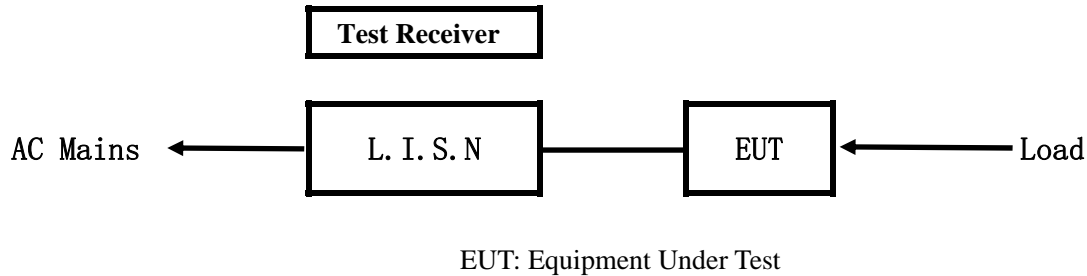 Test Receiver
AC Mains L.I.S.N EUT Load
EUT: Equipment Under Test